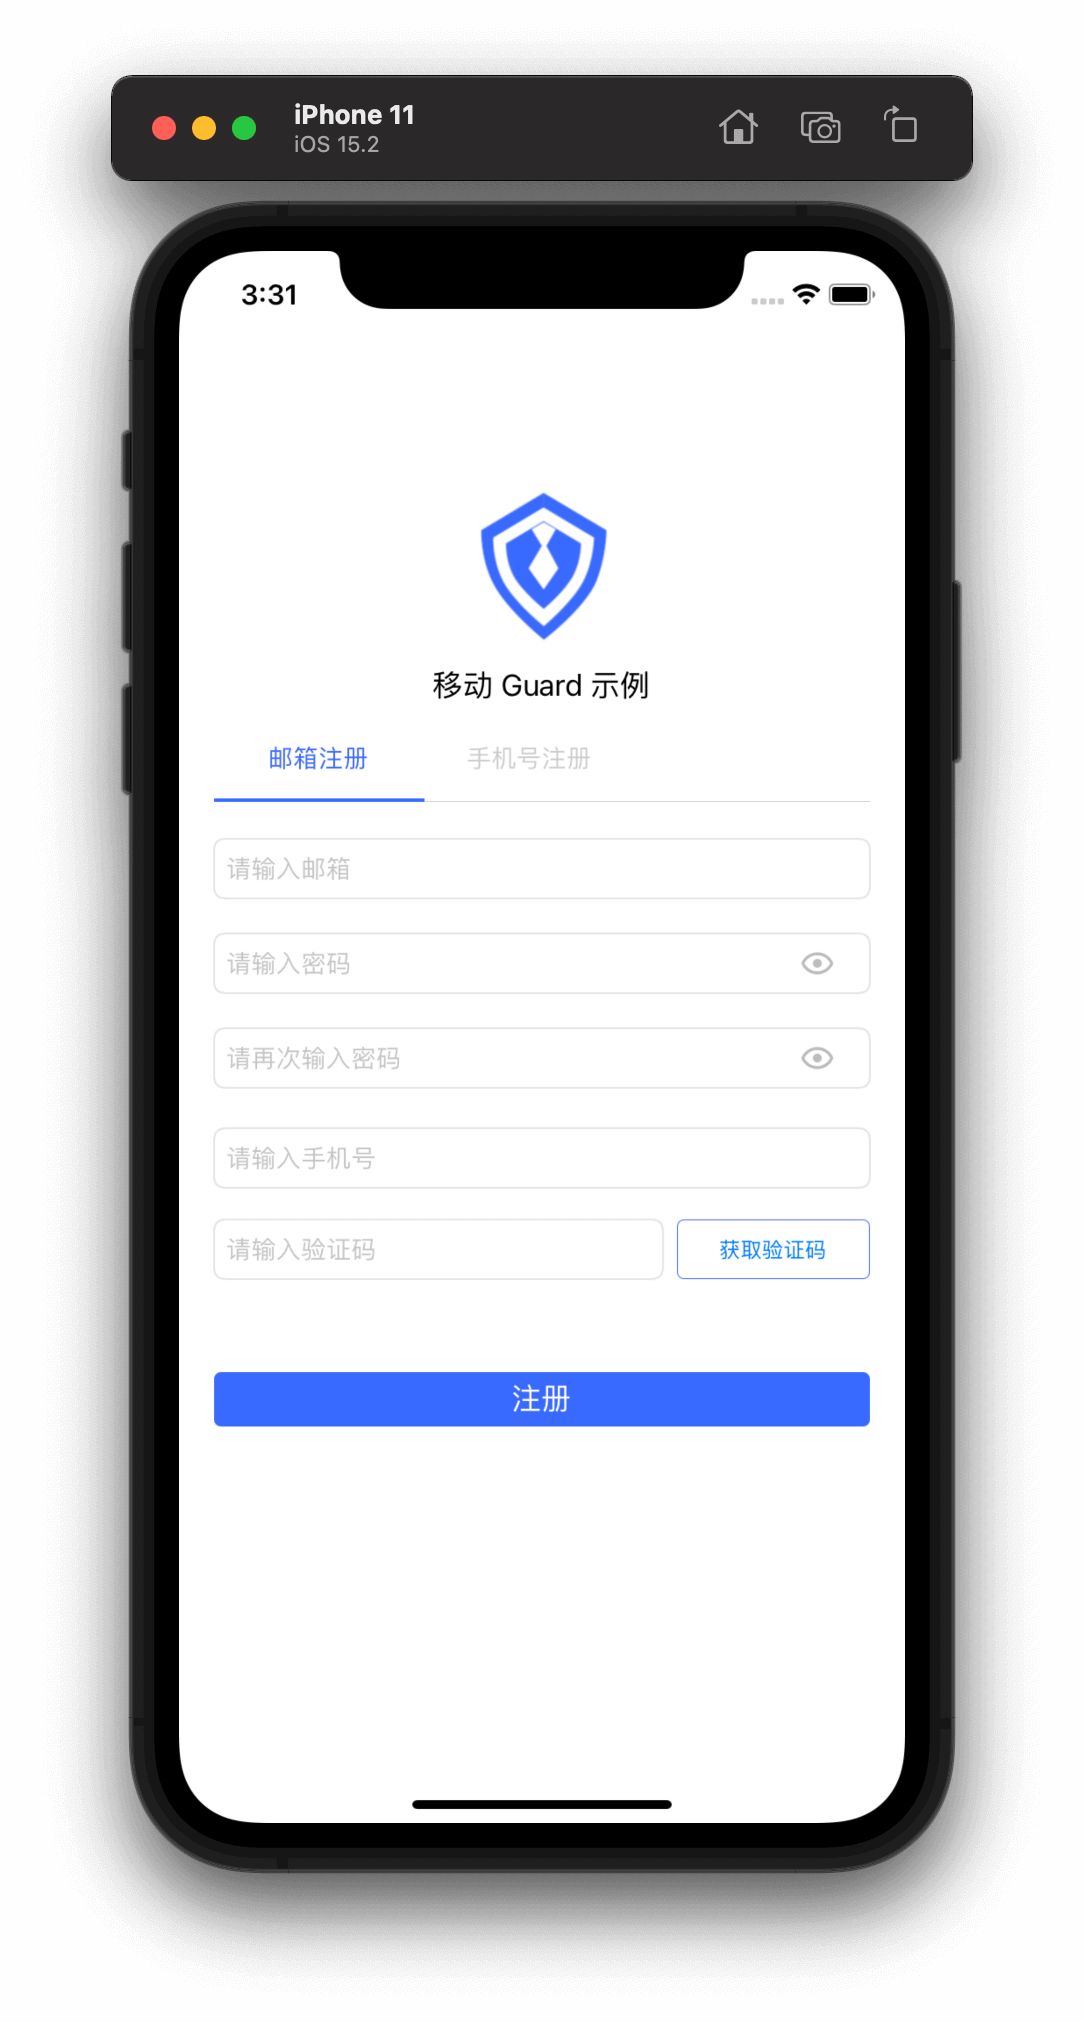 iPhone 11
iOS 15.2
3:31
移动 Guard 示例
邮箱注册 手机号注册
请输入邮箱
请输入密码
请再次输入密码
请输入手机号
请输入验证码 获取验证码
注册